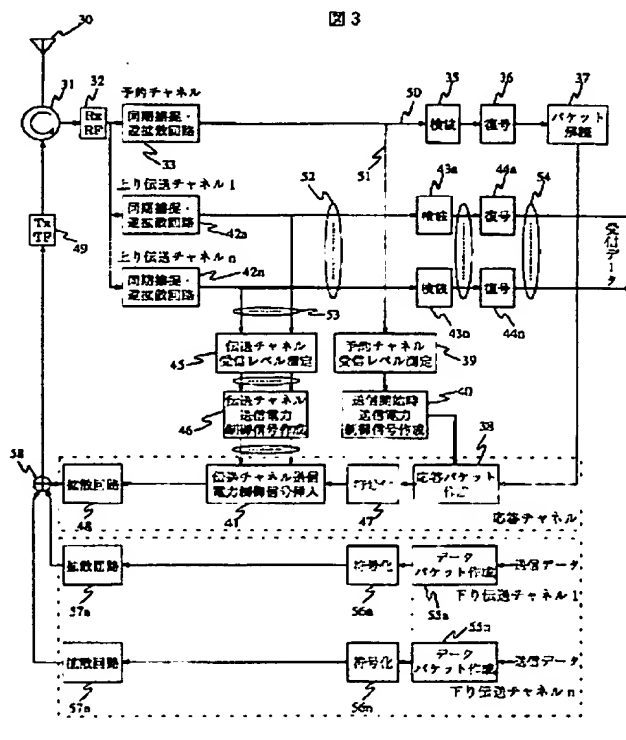 図3
30
31
32
Rx
RF
予約チャネル
同期捕捉・
逆拡散回路
33
50
51
35
検波
36
復号
37
パケット
分解
上り伝送チャネル1
同期捕捉・
逆拡散回路
42a
52
43a
検波
44a
復号
54
受信データ
上り伝送チャネルn
42n
同期捕捉・
逆拡散回路
53
検波
43n
復号
44n
Tx
49
伝送チャネル
受信レベル測定
45
予約チャネル
受信レベル測定
39
伝送チャネル
送信電力
制御信号作成
46
送信開始時
送信電力
制御信号作成
40
38
58
拡散回路
48
伝送チャネル送信
電力制御信号挿入
41
47
応答パケット
作成
応答チャネル
拡散回路
57a
符号化
56a
データ
パケット作成
送信データ
55a
下り伝送チャネル1
拡散回路
57n
符号化
56n
55n
データ
パケット作成
送信データ
下り伝送チャネルn